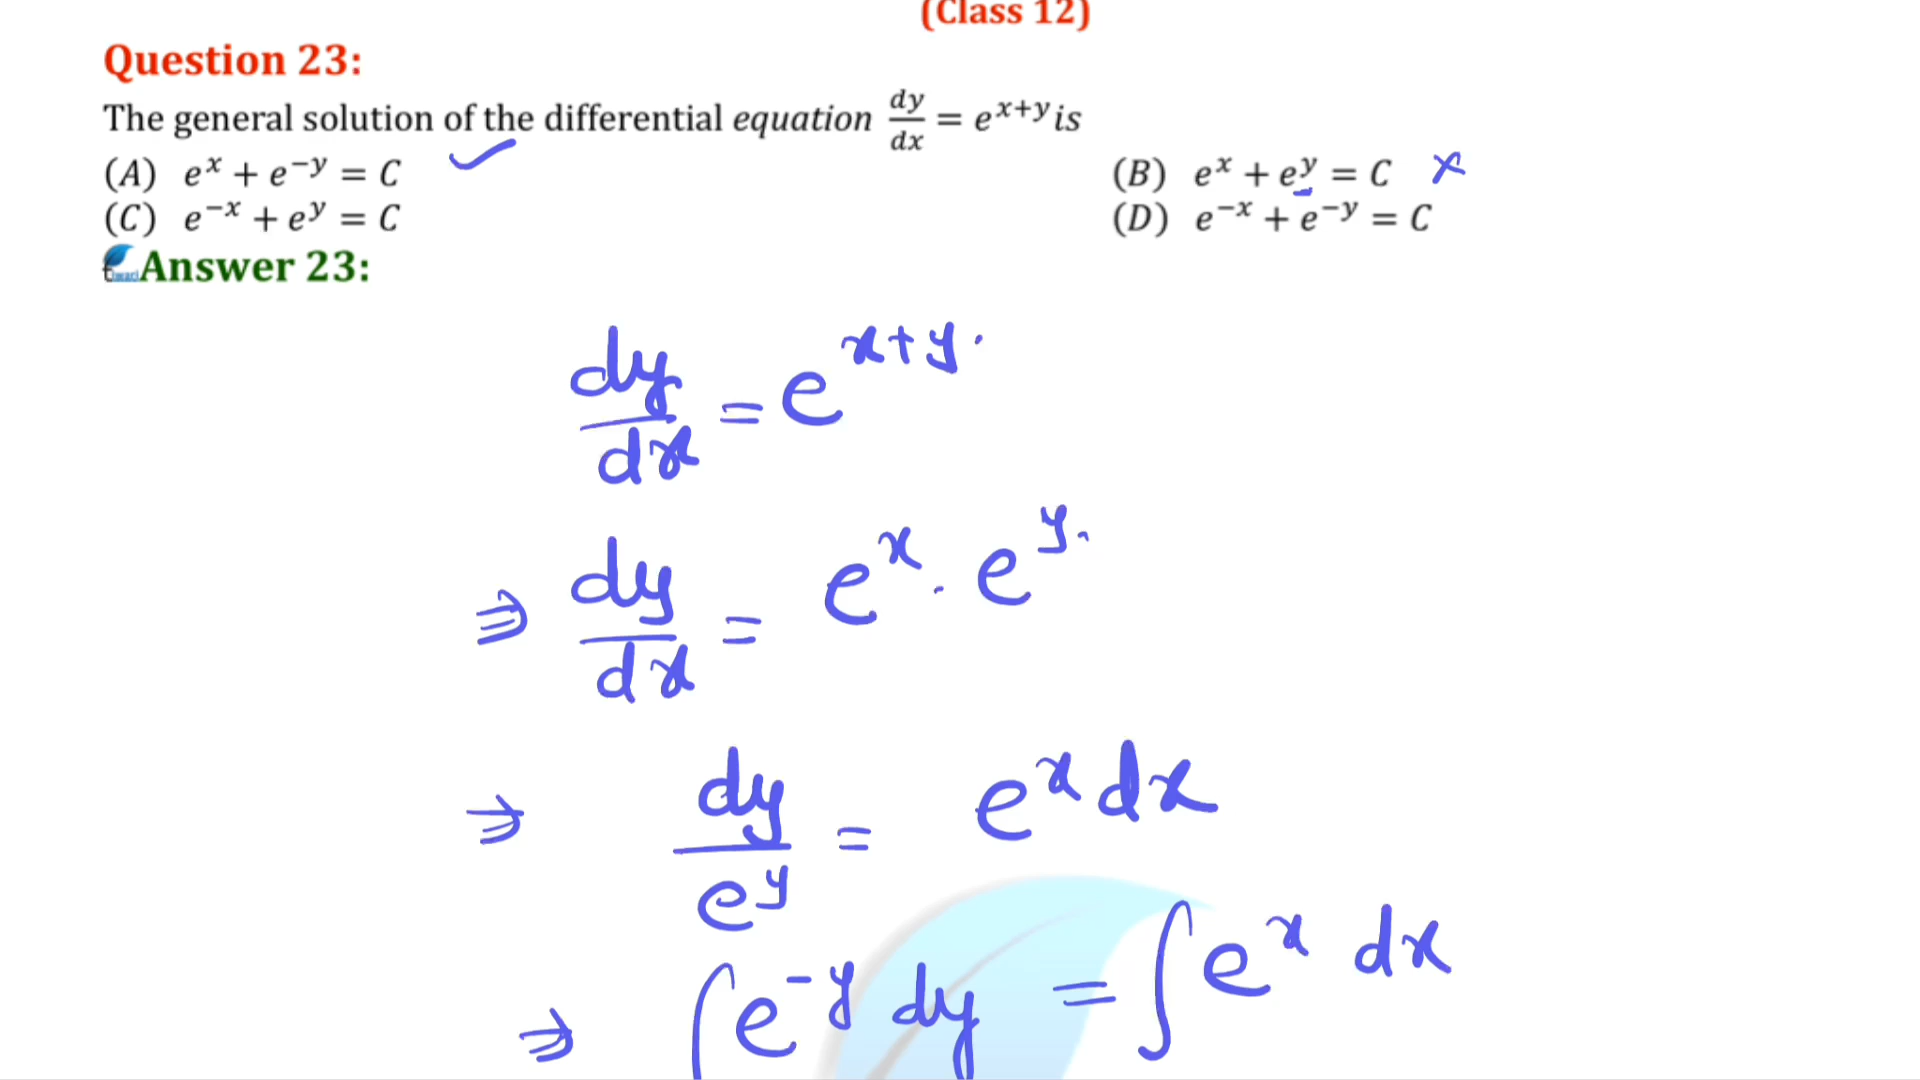 (Class 12)
Question 23:
The general solution of the differential equation dy/dx = e^{x+y} is
(A) e^x + e^{-y} = C (B) e^x + e^y = C ×
(C) e^{-x} + e^y = C (D) e^{-x} + e^{-y} = C
Answer 23:
dy/dx = e^{x+y}.
⇒ dy/dx = e^x . e^y.
⇒ dy/e^y = e^x dx
⇒ ∫e^{-y} dy = ∫e^x dx